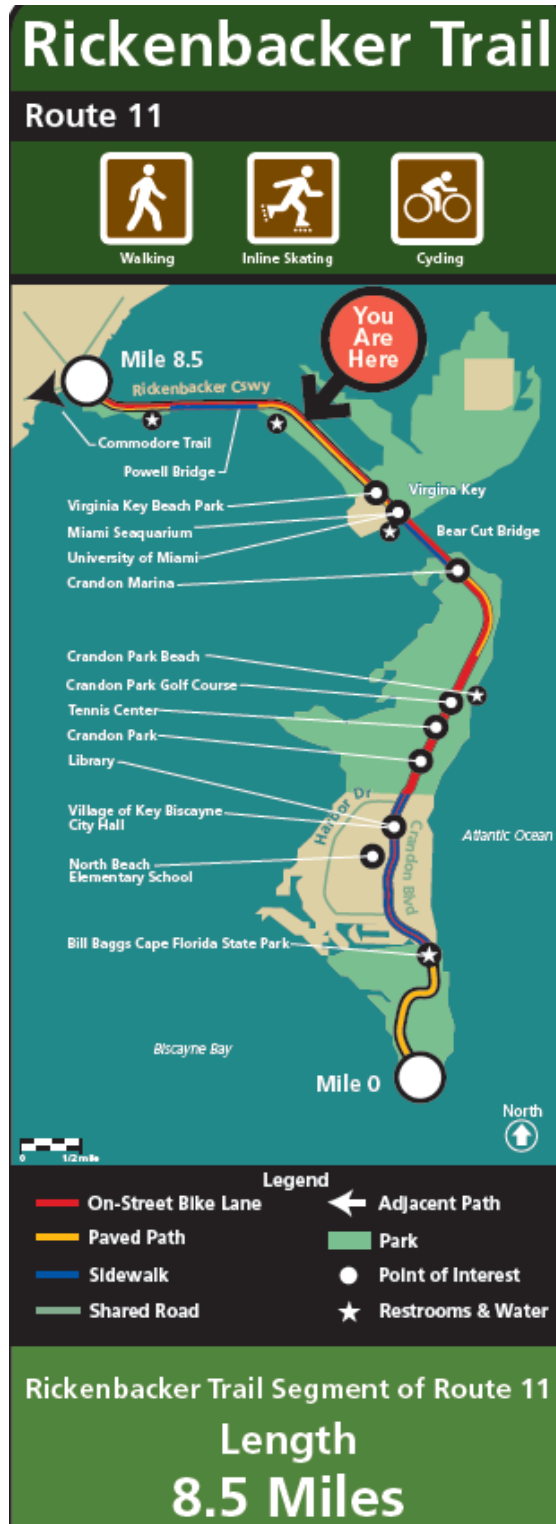 Rickenbacker Trail
Route 11
Walking
Inline Skating
Cycling
You
Are
Here
Mile 8.5
Rickenbacker Cswy
Commodore Trail
Powell Bridge
Virginia Key Beach Park
Virgina Key
Miami Seaquarium
Bear Cut Bridge
University of Miami
Crandon Marina
Crandon Park Beach
Crandon Park Golf Course
Tennis Center
Crandon Park
Library
Harbor Dr
Village of Key Biscayne
City Hall
Atlantic Ocean
Crandon Blvd
North Beach
Elementary School
Bill Baggs Cape Florida State Park
Biscayne Bay
Mile 0
North
0 1/2 mile
Legend
On-Street Bike Lane
Adjacent Path
Paved Path
Park
Sidewalk
Point of Interest
Shared Road
Restrooms & Water
Rickenbacker Trail Segment of Route 11
Length
8.5 Miles